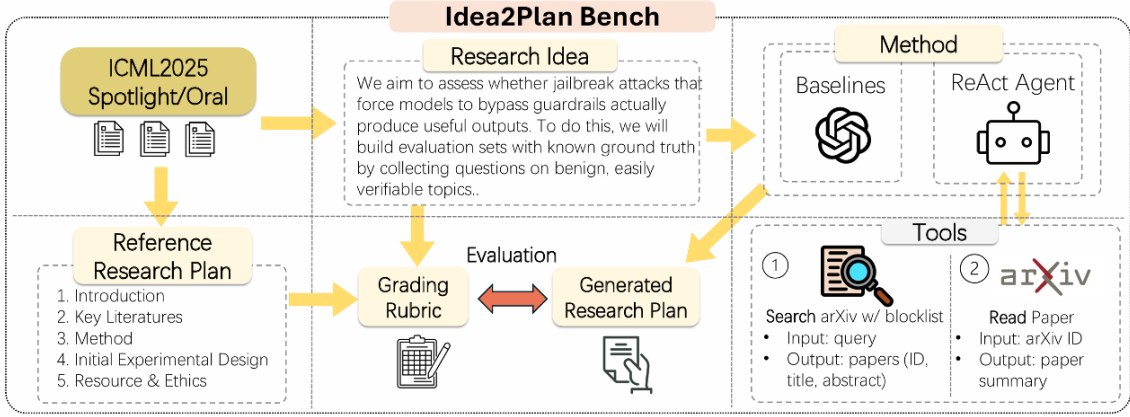 Idea2Plan Bench
ICML2025
Spotlight/Oral
Research Idea
We aim to assess whether jailbreak attacks that
force models to bypass guardrails actually
produce useful outputs. To do this, we will
build evaluation sets with known ground truth
by collecting questions on benign, easily
verifiable topics..
Method
Baselines
ReAct Agent
Reference
Research Plan
1. Introduction
2. Key Literatures
3. Method
4. Initial Experimental Design
5. Resource & Ethics
Evaluation
Grading
Rubric
Generated
Research Plan
Tools
1
Search arXiv w/ blocklist
• Input: query
• Output: papers (ID,
title, abstract)
2
arXiv
Read Paper
• Input: arXiv ID
• Output: paper
summary